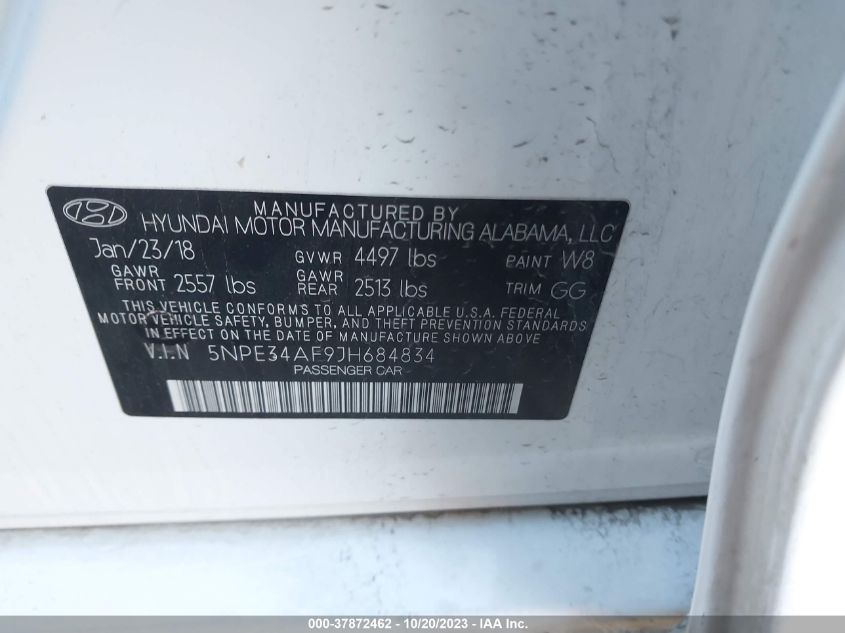 MANUFACTURED BY
HYUNDAI MOTOR MANUFACTURING ALABAMA, LLC
Jan/23/18 GVWR 4497 lbs PAINT W8
GAWR FRONT 2557 lbs GAWR REAR 2513 lbs TRIM GG
THIS VEHICLE CONFORMS TO ALL APPLICABLE U.S.A. FEDERAL
MOTOR VEHICLE SAFETY, BUMPER, AND THEFT PREVENTION STANDARDS
IN EFFECT ON THE DATE OF MANUFACTURE SHOWN ABOVE
V.I.N 5NPE34AF9JH684834
PASSENGER CAR
000-37872462 - 10/20/2023 - IAA Inc.